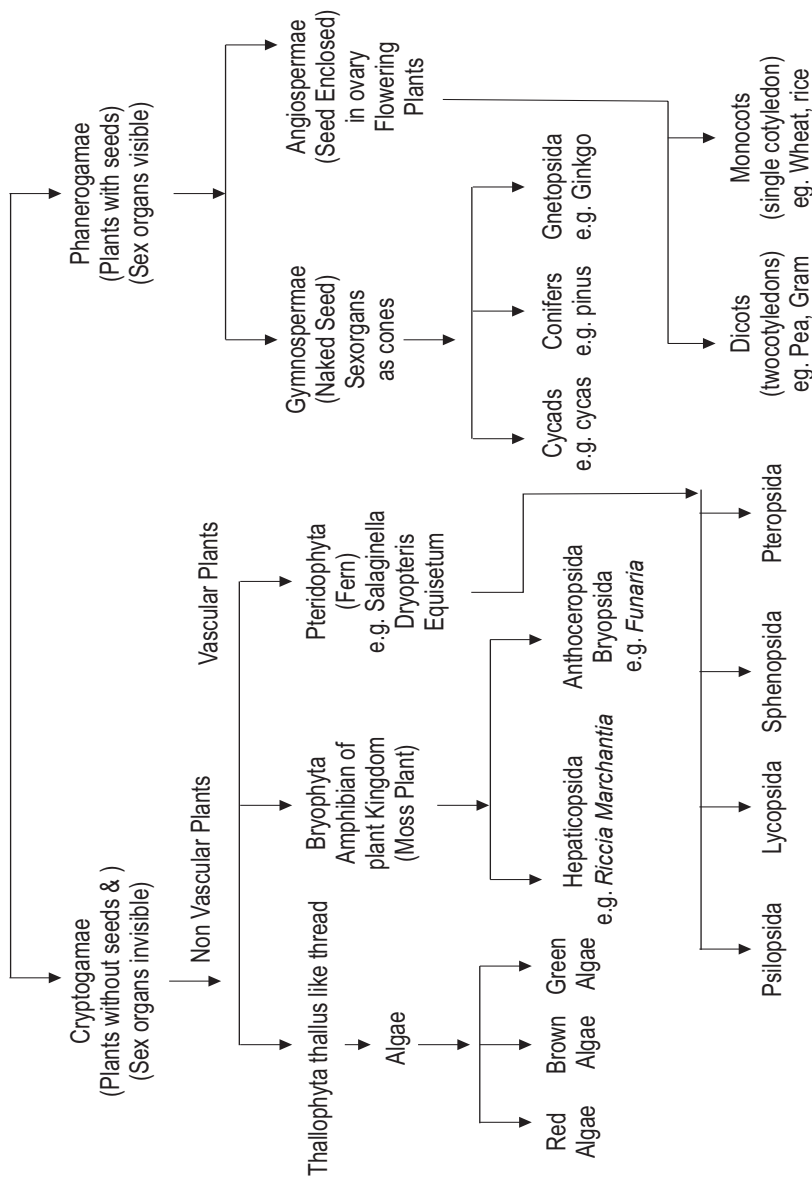 Cryptogamae
(Plants without seeds & )
(Sex organs invisible)
Phanerogamae
(Plants with seeds)
(Sex organs visible)
Non Vascular Plants
Vascular Plants
Thallophyta thallus like thread
Algae
Red
Algae
Brown
Algae
Green
Algae
Bryophyta
Amphibian of
plant Kingdom
(Moss Plant)
Hepaticopsida
e.g. Riccia Marchantia
Anthoceropsida
Bryopsida
e.g. Funaria
Pteridophyta
(Fern)
e.g. Salaginella
Dryopteris
Equisetum
Psilopsida
Lycopsida
Sphenopsida
Pteropsida
Gymnospermae
(Naked Seed)
Sexorgans
as cones
Cycads
e.g. cycas
Conifers
e.g. pinus
Gnetopsida
e.g. Ginkgo
Angiospermae
(Seed Enclosed)
in ovary
Flowering
Plants
Dicots
(twocotyledons)
eg. Pea, Gram
Monocots
(single cotyledon)
eg. Wheat, rice